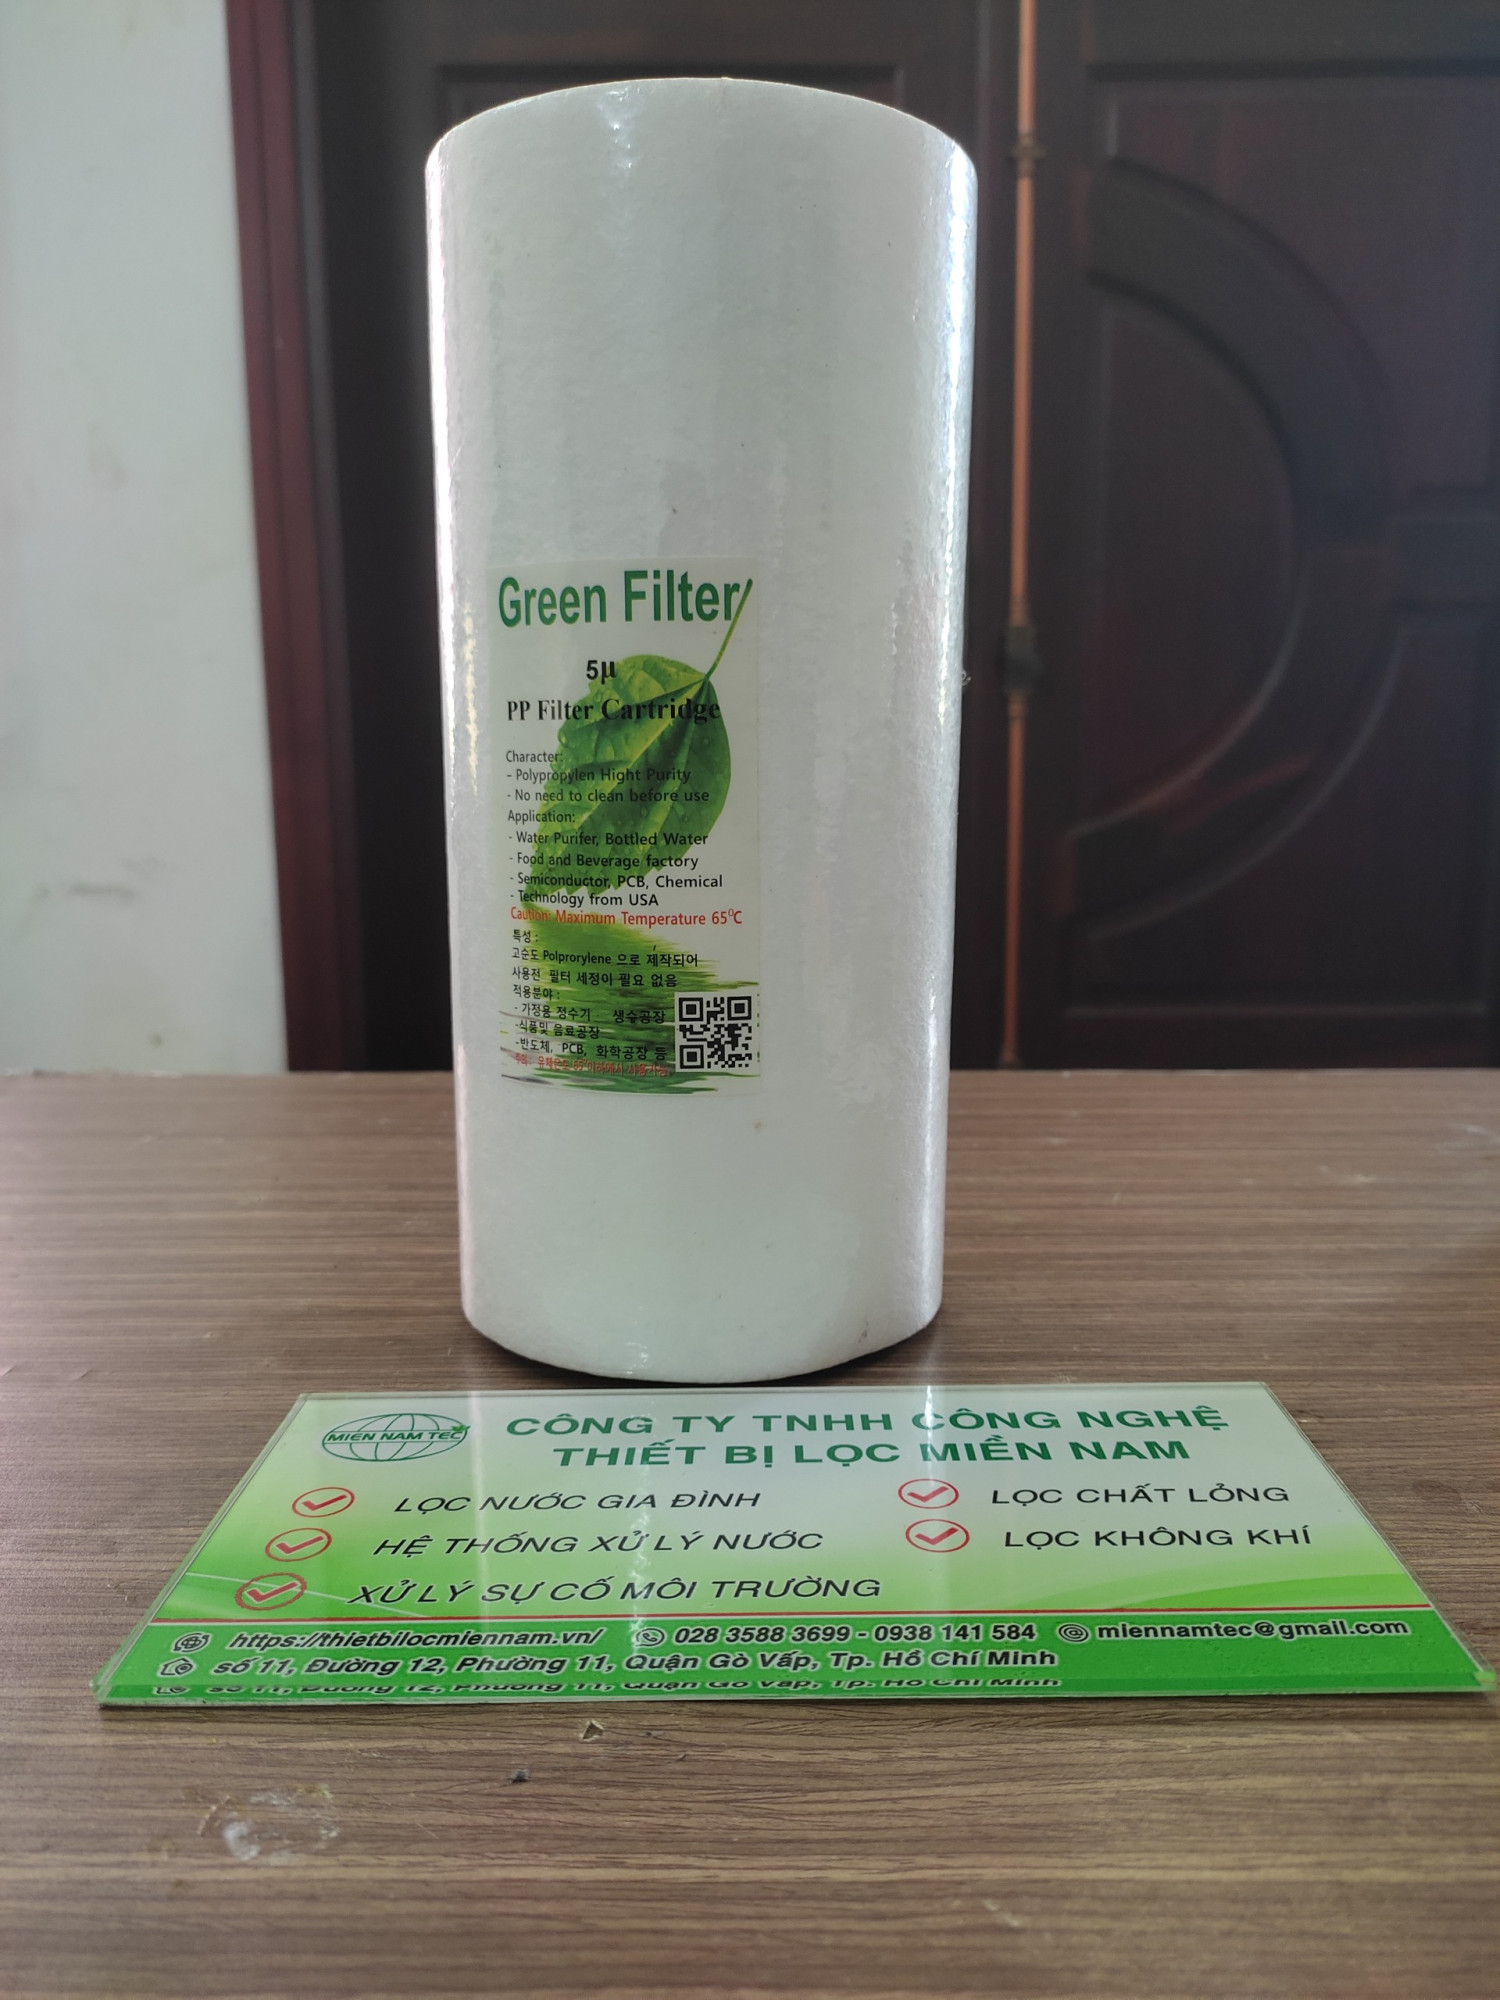 Green Filter
5µ
PP Filter Cartridge
Character:
- Polypropylen Hight Purity
- No need to clean before use
Application:
- Water Purifer, Bottled Water
- Food and Beverage factory
- Semiconductor, PCB, Chemical
- Technology from USA
Caution: Maximum Temperature 65⁰C
특성 :
고순도 Polprorylene 으로 제작되어
사용전 필터 세정이 필요 없음
적용분야 :
- 가정용 정수기 생수공장
-식품및 음료공장
-반도체, PCB, 화학공장 등
MIEN NAM TEC
CÔNG TY TNHH CÔNG NGHỆ
THIẾT BỊ LỌC MIỀN NAM
LỌC NƯỚC GIA ĐÌNH
LỌC CHẤT LỎNG
HỆ THỐNG XỬ LÝ NƯỚC
LỌC KHÔNG KHÍ
XỬ LÝ SỰ CỐ MÔI TRƯỜNG
https://thietbilocmiennam.vn/ 028 3588 3699 - 0938 141 584 miennamtec@gmail.com
số 11, Đường 12, Phường 11, Quận Gò Vấp, Tp. Hồ Chí Minh